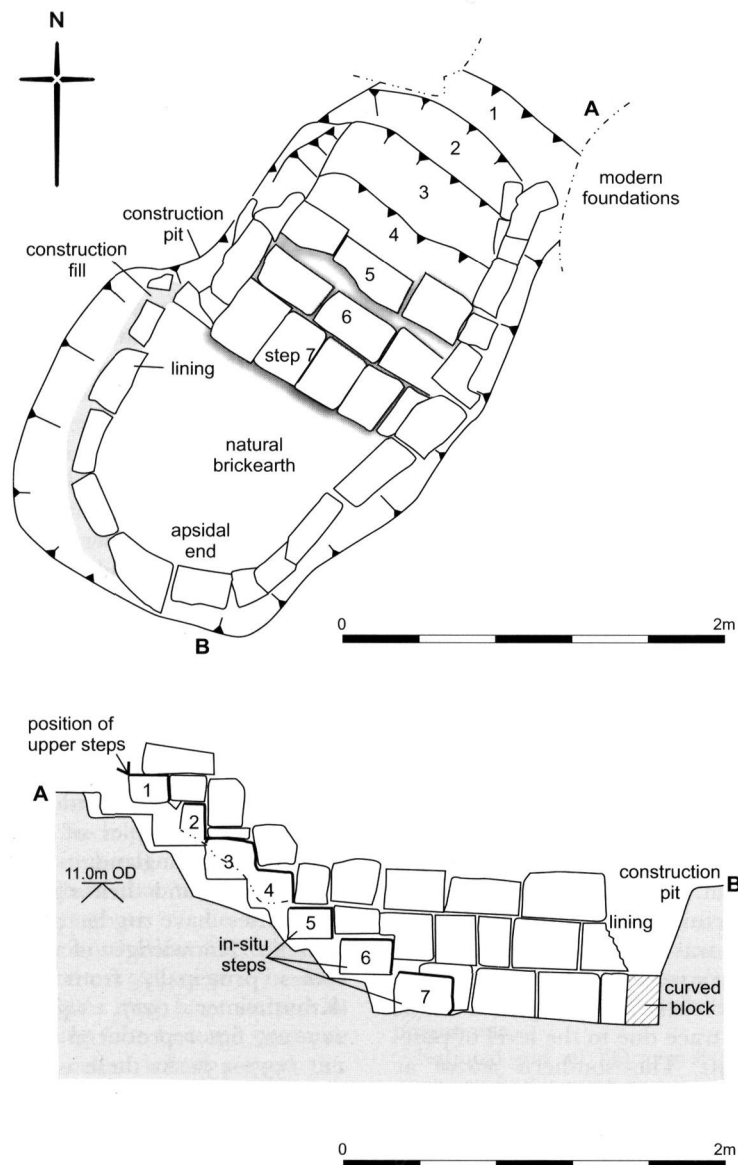 N
1
A
2
modern
foundations
3
construction
pit
4
construction
fill
5
6
step 7
lining
natural
brickearth
apsidal
end
B
0
2m
position of
upper steps
A
1
2
3
11.0m OD
4
construction
pit
B
lining
5
in-situ
steps
6
7
curved
block
0
2m